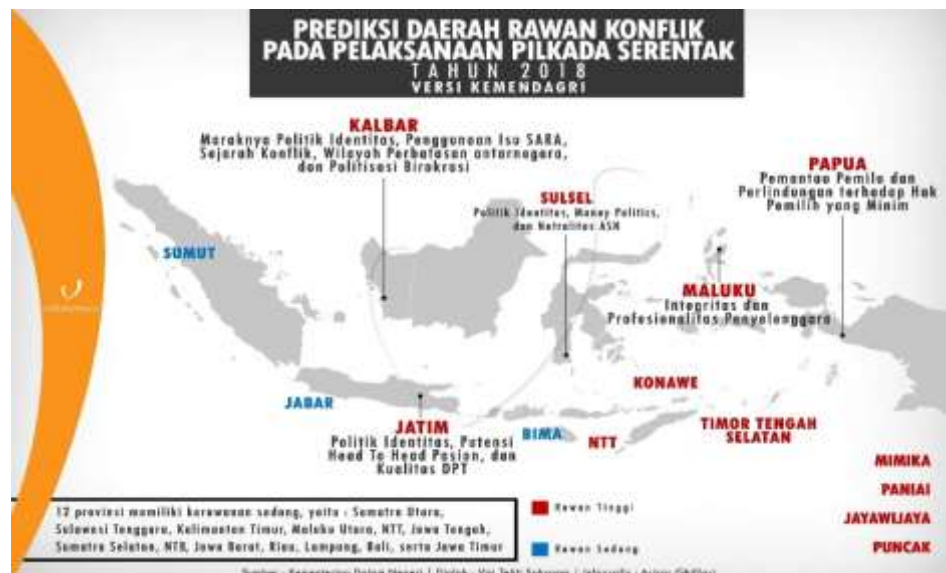 PREDIKSI DAERAH RAWAN KONFLIK
PADA PELAKSANAAN PILKADA SERENTAK
TAHUN 2018
VERSI KEMENDAGRI
KALBAR
Maraknya Politik Identitas, Penggunaan Isu SARA,
Sejarah Konflik, Wilayah Perbatasan antarnegara,
dan Politisasi Birokrasi
PAPUA
Pemantau Pemilu dan
Perlindungan terhadap Hak
Pemilih yang Minim
SULSEL
Politik Identitas, Money Politics,
dan Netralitas ASN
SUMUT
MALUKU
Integritas dan
Profesionalitas Penyelenggara
KONAWE
JABAR
JATIM
Politik Identitas, Potensi
Head To Head Paslon, dan
Kualitas DPT
BIMA
NTT
TIMOR TENGAH
SELATAN
MIMIKA
PANIAI
JAYAWIJAYA
PUNCAK
12 provinsi memiliki kerawanan sedang, yaitu : Sumatra Utara,
Sulawesi Tenggara, Kalimantan Timur, Maluku Utara, NTT, Jawa Tengah,
Sumatra Selatan, NTB, Jawa Barat, Riau, Lampung, Bali, serta Jawa Timur
Rawan Tinggi
Rawan Sedang
Sumber : Kementerian Dalam Negeri